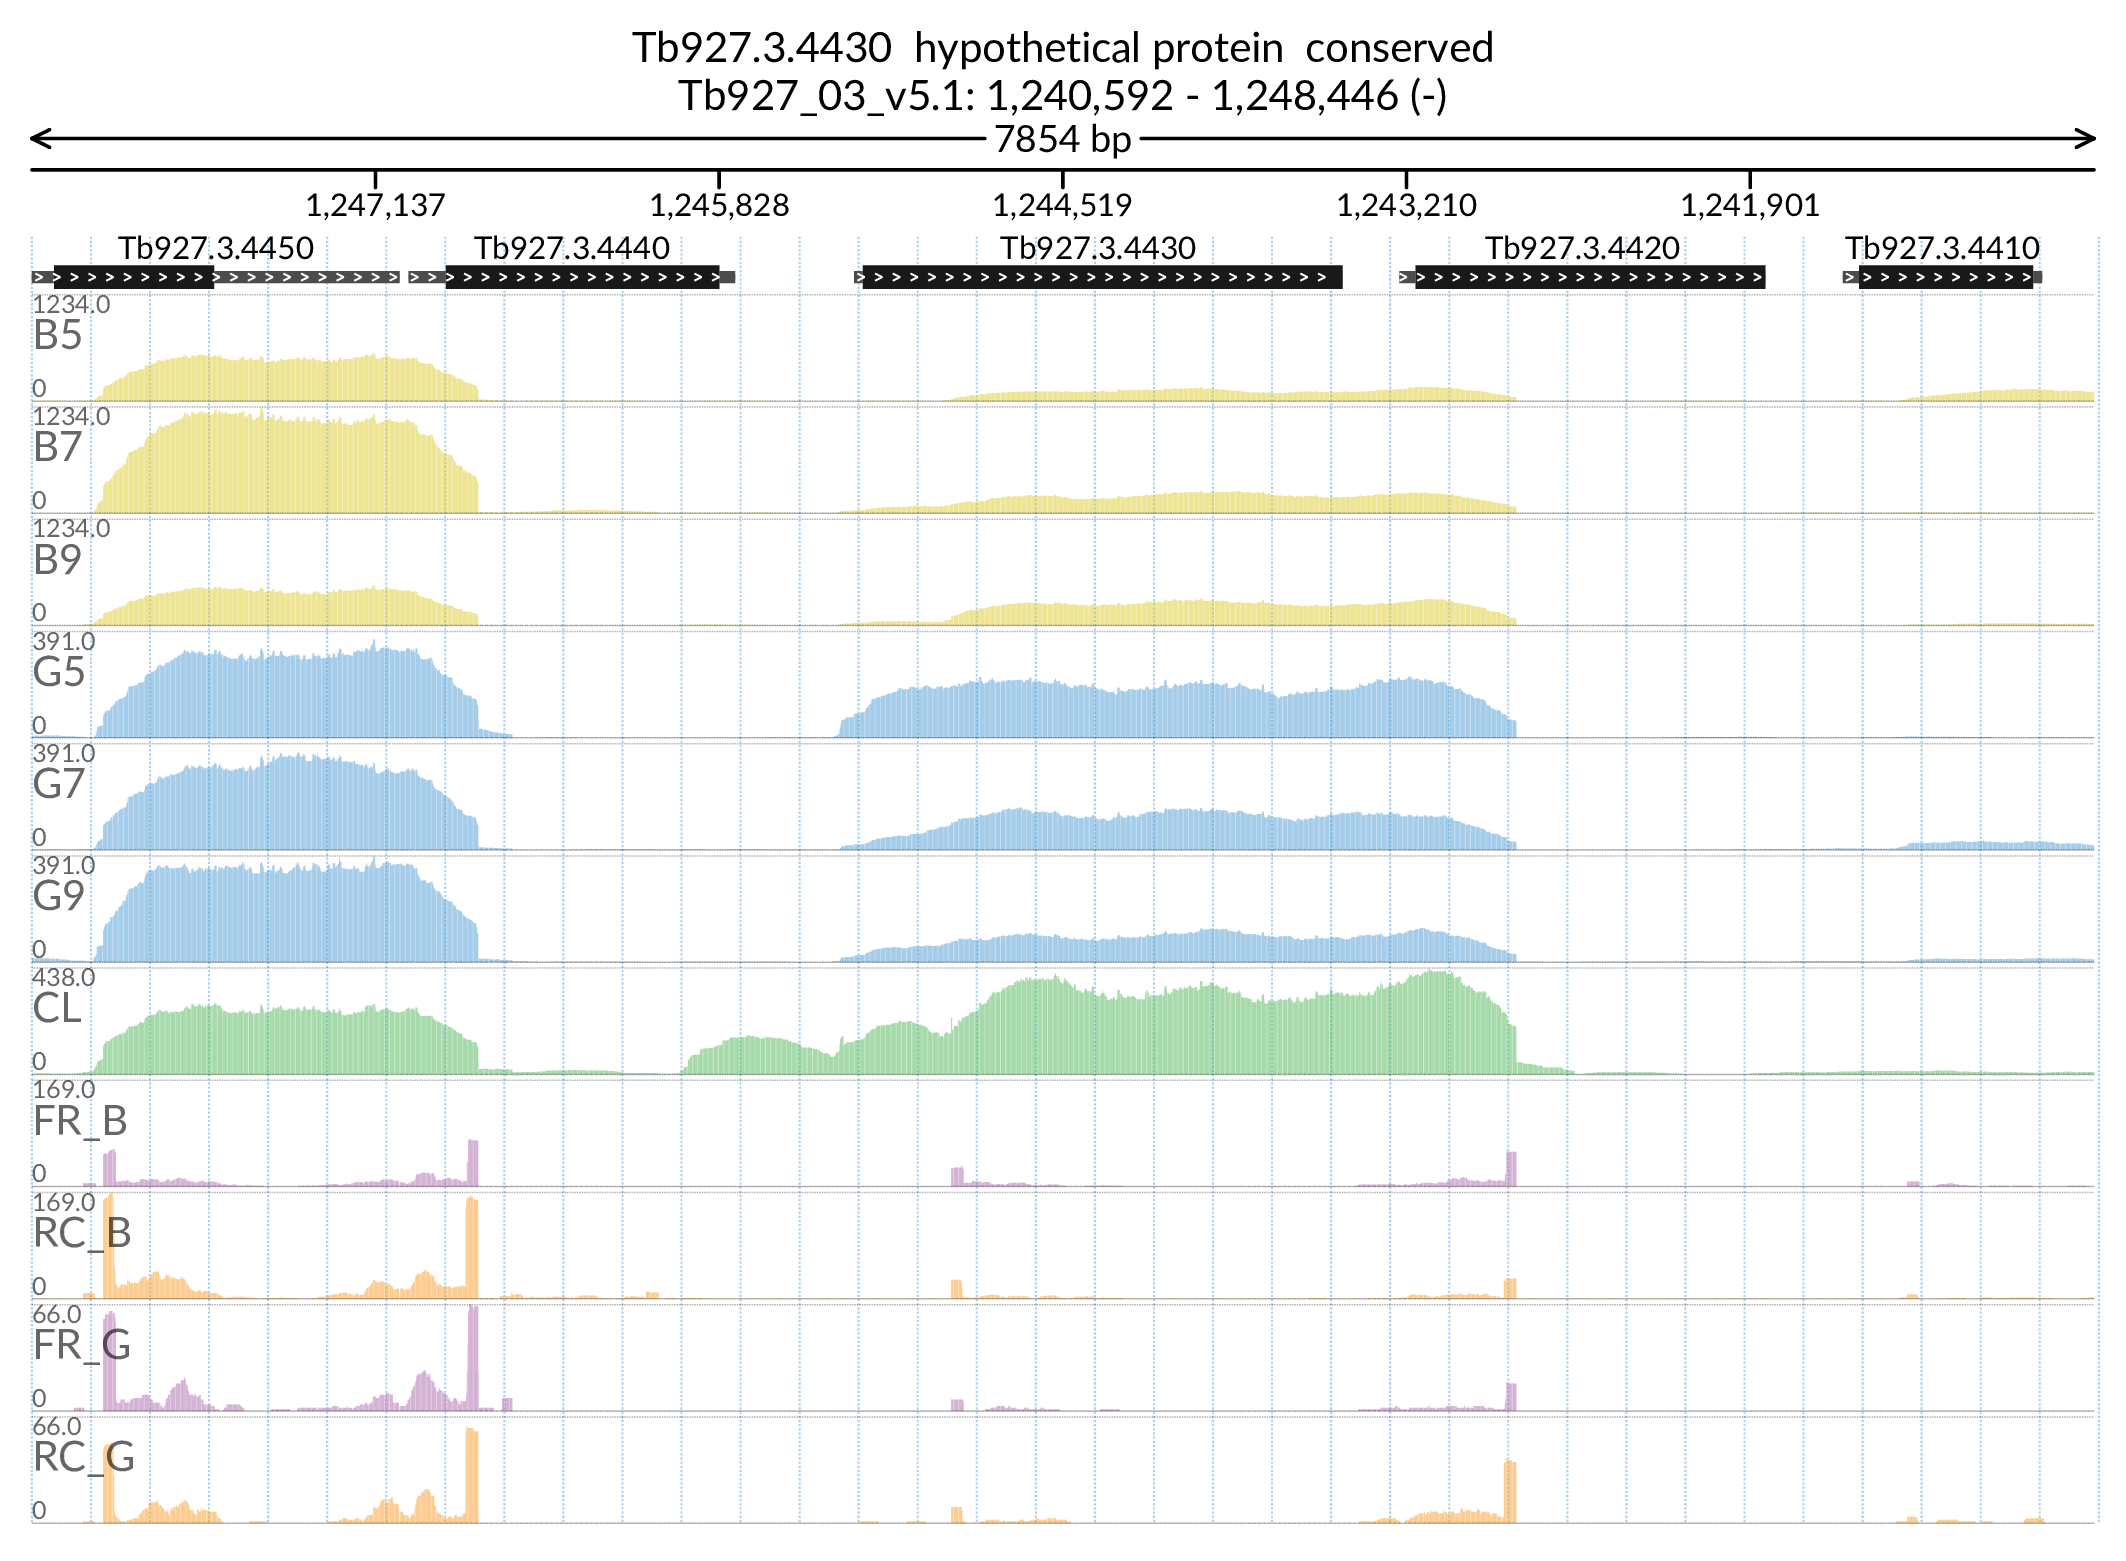 Tb927.3.4430  hypothetical protein  conserved
Tb927_03_v5.1: 1,240,592 - 1,248,446 (-)
7854 bp
1,247,137 1,245,828 1,244,519 1,243,210 1,241,901
Tb927.3.4450 Tb927.3.4440 Tb927.3.4430 Tb927.3.4420 Tb927.3.4410
1234.0
B5
0
1234.0
B7
0
1234.0
B9
0
391.0
G5
0
391.0
G7
0
391.0
G9
0
438.0
CL
0
169.0
FR_B
0
169.0
RC_B
0
66.0
FR_G
0
66.0
RC_G
0